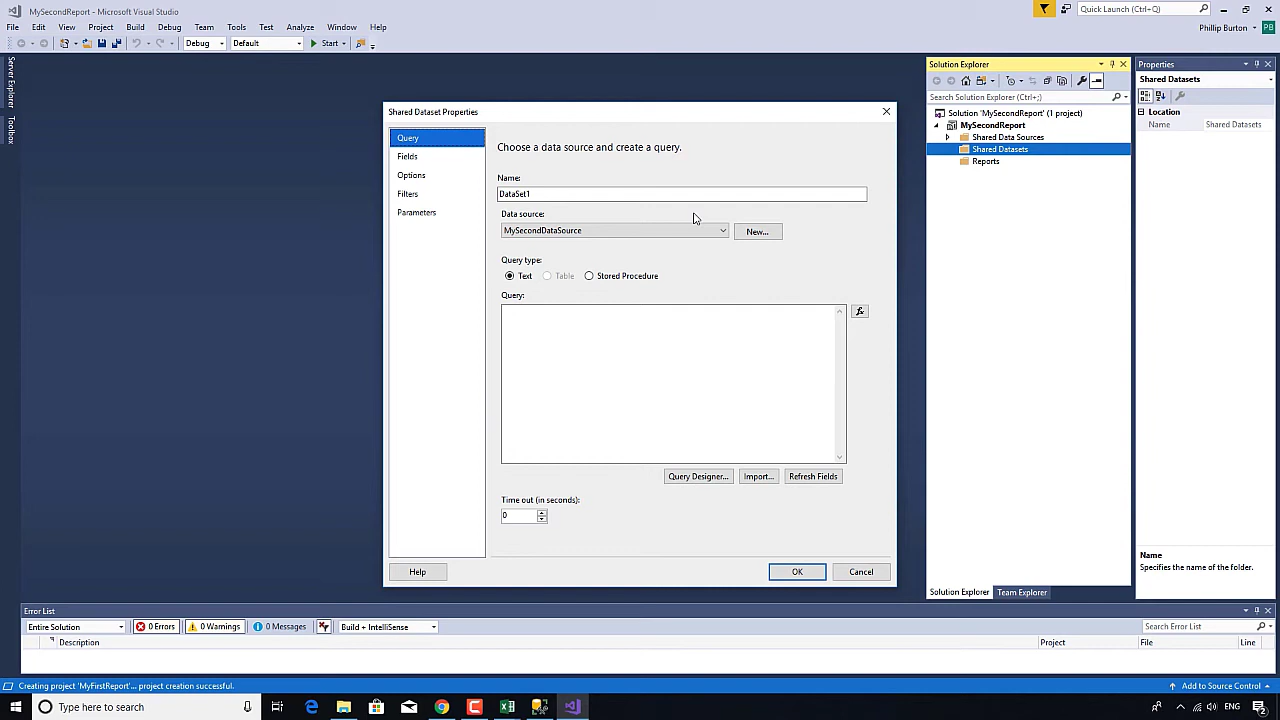 MySecondReport - Microsoft Visual Studio
Quick Launch (Ctrl+Q)
File Edit View Project Build Debug Team Tools Test Analyze Window Help
Phillip Burton PB
Debug Default Start
Server Explorer
Toolbox
Shared Dataset Properties
Query
Fields
Options
Filters
Parameters
Choose a data source and create a query.
Name:
DataSet1
Data source:
MySecondDataSource
New...
Query type:
Text Table Stored Procedure
Query:
fx
Query Designer... Import... Refresh Fields
Time out (in seconds):
0
Help OK Cancel
Solution Explorer
Search Solution Explorer (Ctrl+;)
Solution 'MySecondReport' (1 project)
MySecondReport
Shared Data Sources
Shared Datasets
Reports
Solution Explorer Team Explorer
Properties
Shared Datasets
Location
Name Shared Datasets
Name
Specifies the name of the folder.
Error List
Entire Solution 0 Errors 0 Warnings 0 Messages Build + IntelliSense Search Error List
Description Project File Line
Creating project 'MyFirstReport'... project creation successful. Add to Source Control
Type here to search ENG 2